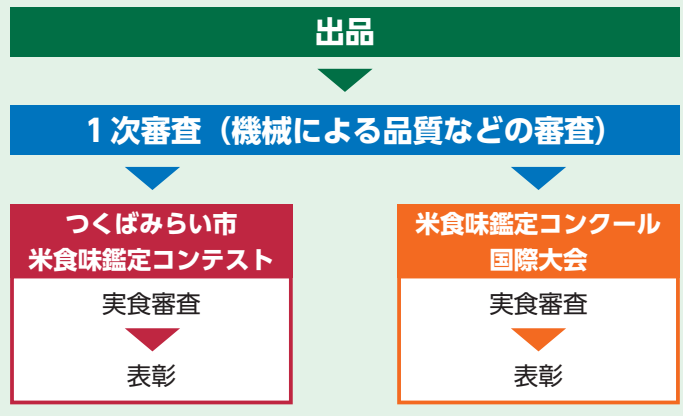 出品
1次審査（機械による品質などの審査）
つくばみらい市
米食味鑑定コンテスト
実食審査
表彰
米食味鑑定コンクール
国際大会
実食審査
表彰